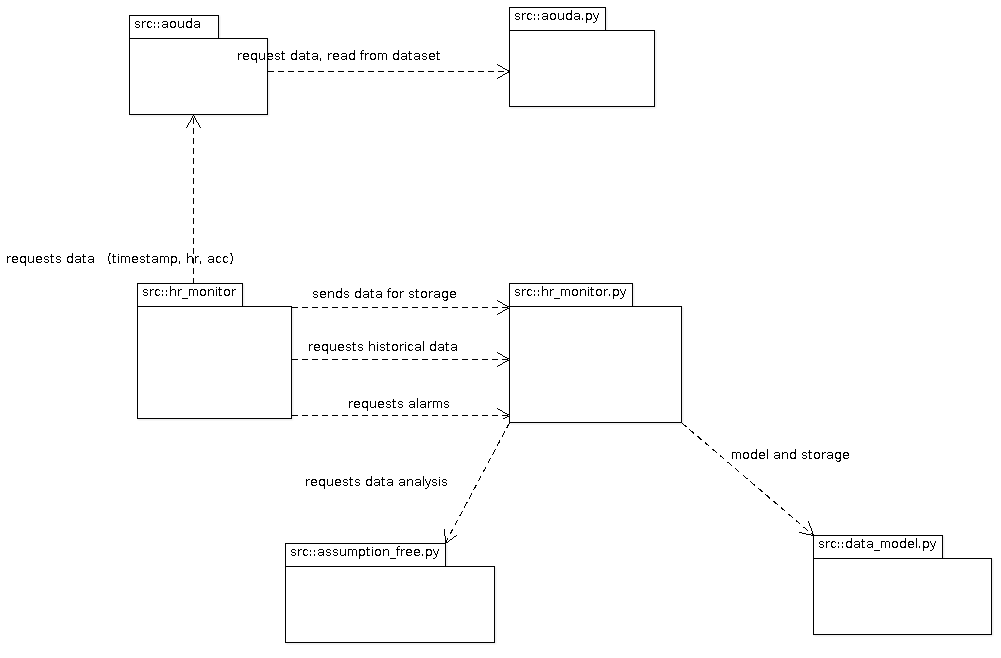 src::aouda
src::aouda.py
request data, read from dataset
requests data (timestamp, hr, acc)
src::hr_monitor
sends data for storage
src::hr_monitor.py
requests historical data
requests alarms
model and storage
requests data analysis
src::assumption_free.py
src::data_model.py